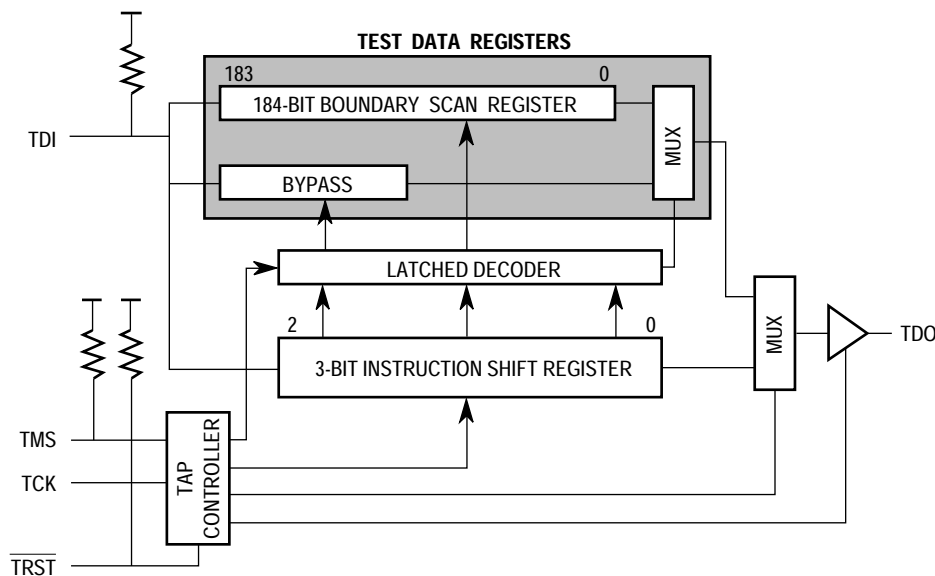 TEST DATA REGISTERS
183
0
184-BIT BOUNDARY SCAN REGISTER
MUX
TDI
BYPASS
LATCHED DECODER
2
0
3-BIT INSTRUCTION SHIFT REGISTER
MUX
TDO
TMS
TCK
TAP
CONTROLLER
TRST